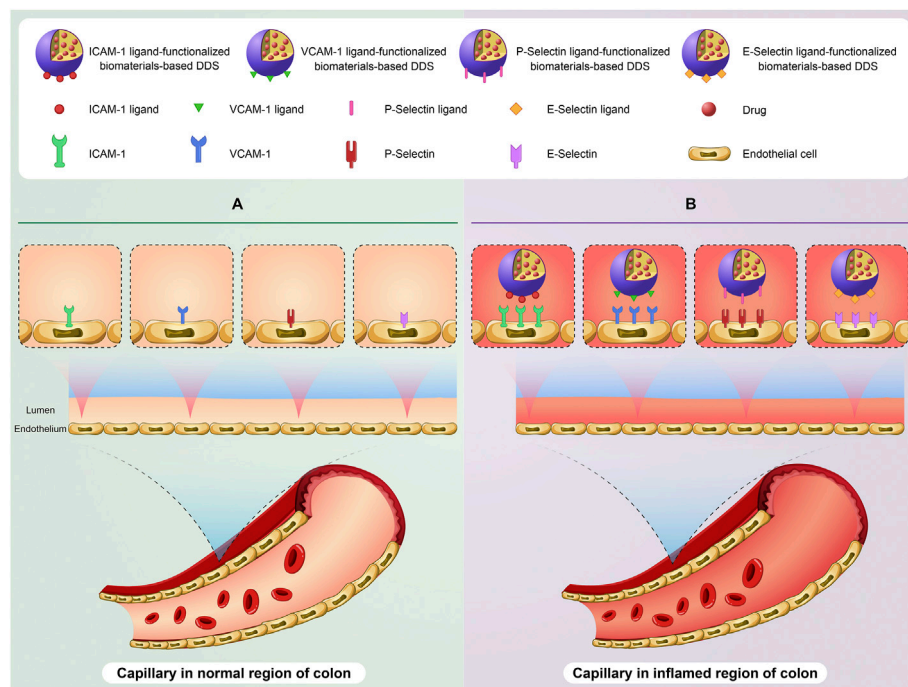 ICAM-1 ligand-functionalized
biomaterials-based DDS
VCAM-1 ligand-functionalized
biomaterials-based DDS
P-Selectin ligand-functionalized
biomaterials-based DDS
E-Selectin ligand-functionalized
biomaterials-based DDS
ICAM-1 ligand
VCAM-1 ligand
P-Selectin ligand
E-Selectin ligand
Drug
ICAM-1
VCAM-1
P-Selectin
E-Selectin
Endothelial cell
A
B
Lumen
Endothelium
Capillary in normal region of colon
Capillary in inflamed region of colon